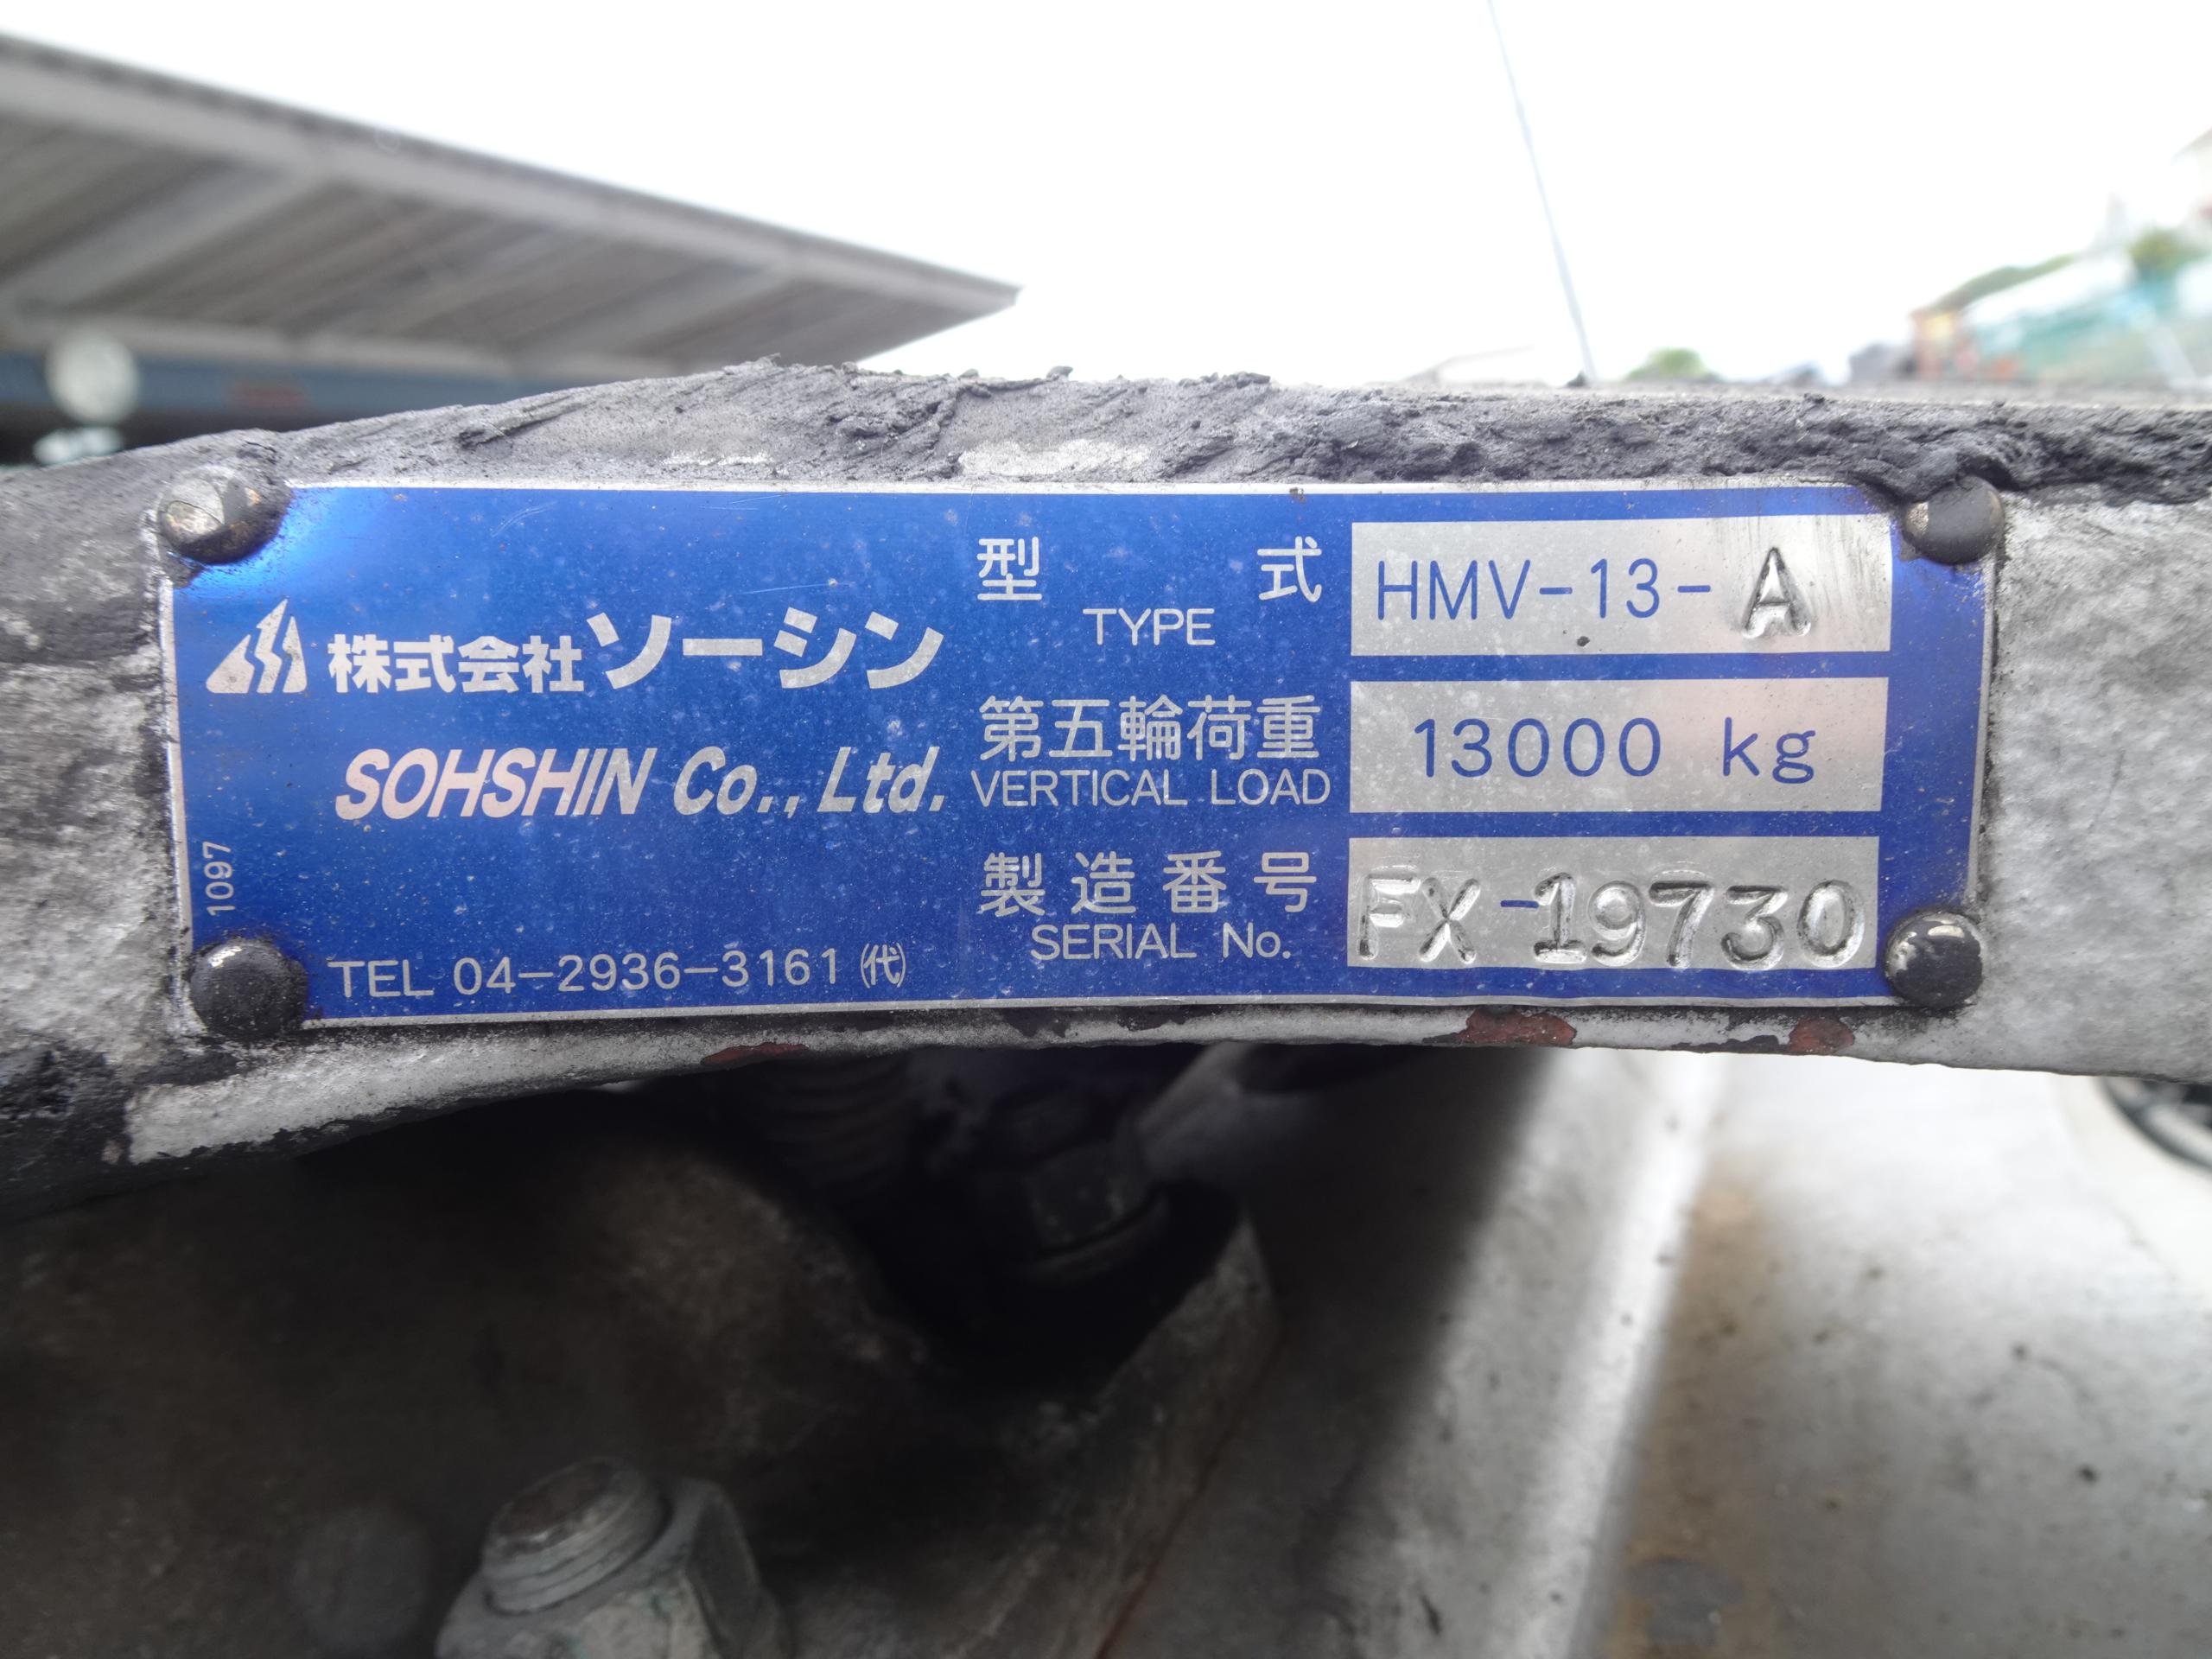 株式会社ソーシン
SOHSHIN Co., Ltd.
1097
TEL 04-2936-3161 ㈹
型 式 HMV-13-A
TYPE
第五輪荷重 13000 kg
VERTICAL LOAD
製造番号 FX-19730
SERIAL No.